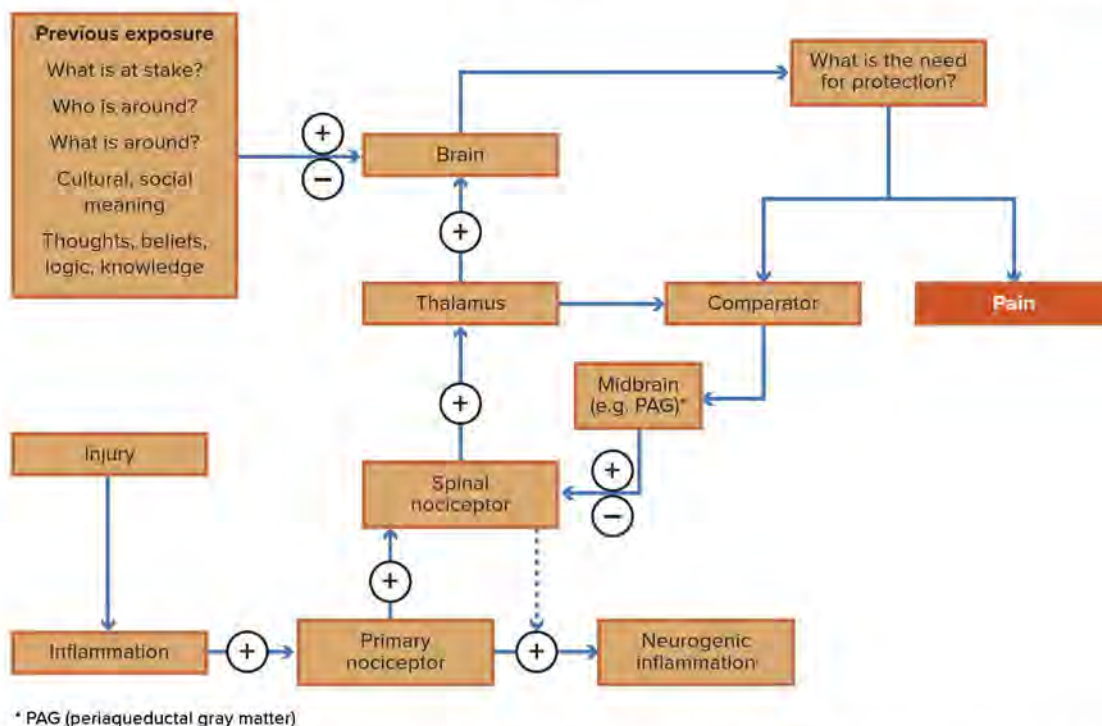 Previous exposure
What is at stake?
Who is around?
What is around?
Cultural, social
meaning
Thoughts, beliefs,
logic, knowledge
+
−
Brain
What is the need
for protection?
+
Thalamus
Comparator
Pain
+
Midbrain
(e.g. PAG)*
Injury
Spinal
nociceptor
+
−
+
Inflammation
+
Primary
nociceptor
+
Neurogenic
inflammation
* PAG (periaqueductal gray matter)